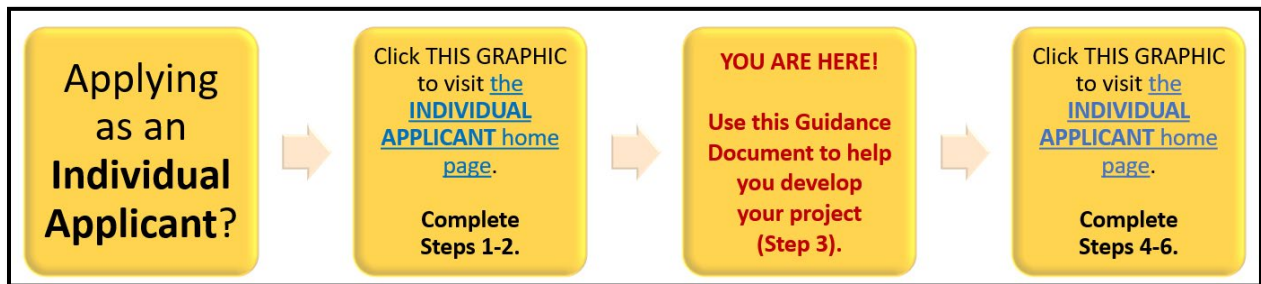 Applying
as an
Individual
Applicant?
Click THIS GRAPHIC
to visit the
INDIVIDUAL
APPLICANT home
page.
Complete
Steps 1-2.
YOU ARE HERE!
Use this Guidance
Document to help
you develop
your project
(Step 3).
Click THIS GRAPHIC
to visit the
INDIVIDUAL
APPLICANT home
page.
Complete
Steps 4-6.